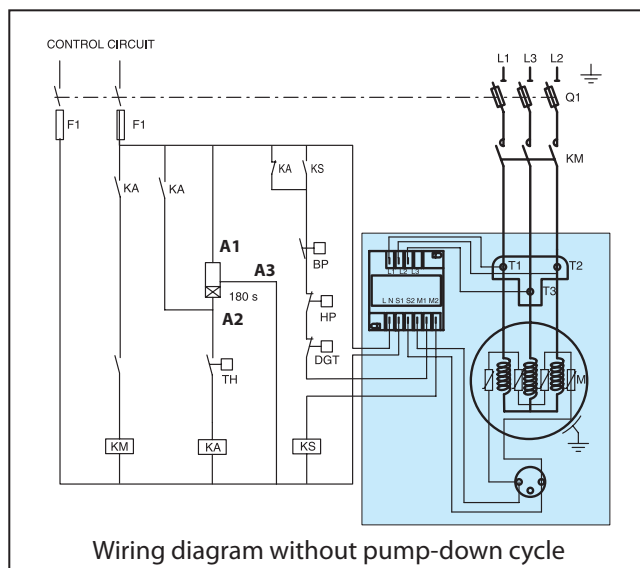 CONTROL CIRCUIT
L1 L3 L2
Q1
F1 F1
KM
KA KS
KA KA
A1
A3
BP
L1 L2 L3
T1 T2
T3
180 s
L N S1 S2 M1 M2
HP
A2
DGT
TH
M
KM KA KS
Wiring diagram without pump-down cycle